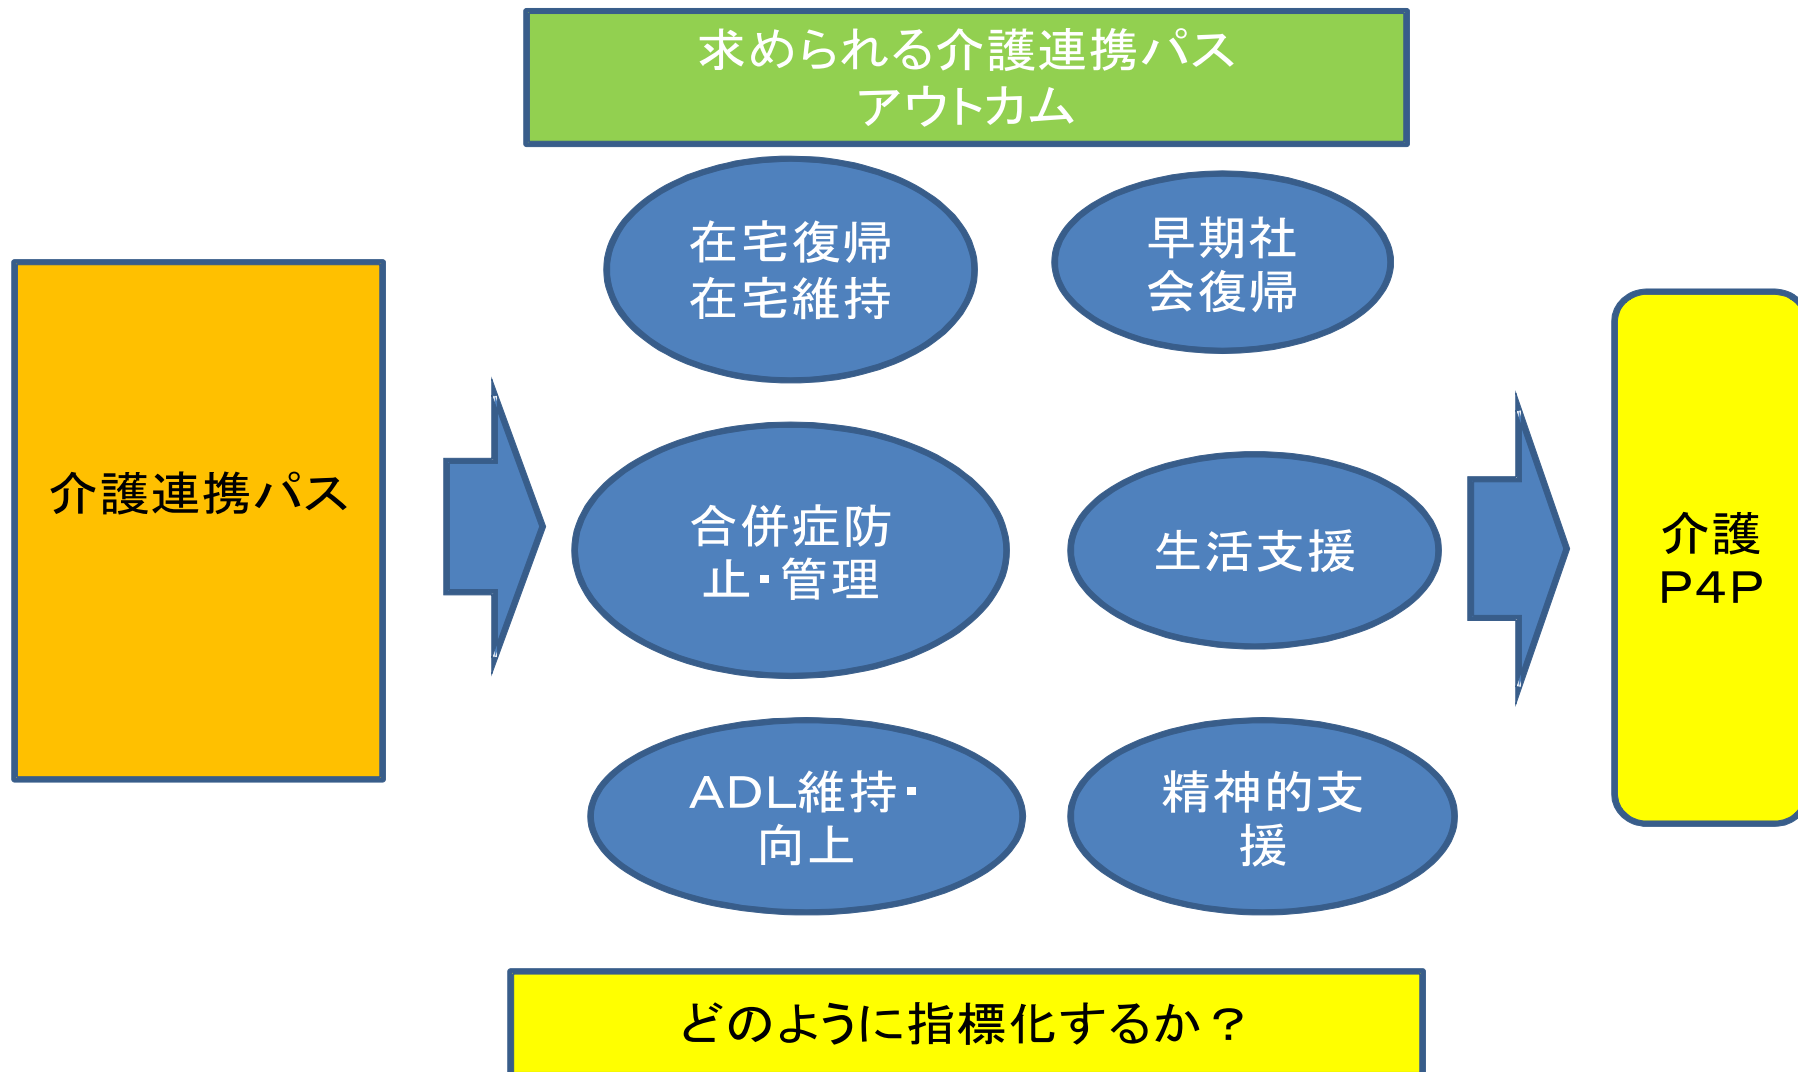 求められる介護連携パス
アウトカム
在宅復帰
在宅維持
早期社
会復帰
介護連携パス
合併症防
止・管理
生活支援
介護
P4P
ADL維持・
向上
精神的支
援
どのように指標化するか？